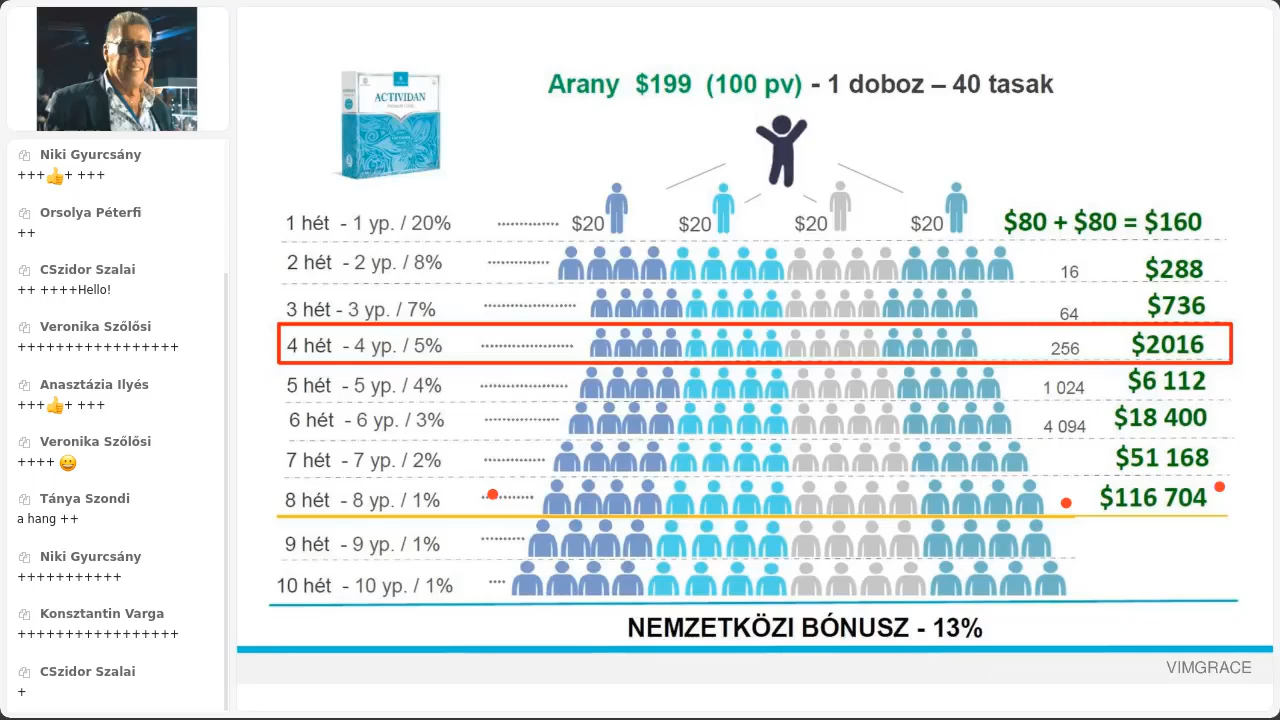 Niki Gyurcsány
+++👍+ +++
Orsolya Péterfi
++
CSzidor Szalai
++ ++++Hello!
Veronika Szőlősi
+++++++++++++++++
Anasztázia Ilyés
+++👍+ +++
Veronika Szőlősi
++++ 😀
Tánya Szondi
a hang ++
Niki Gyurcsány
+++++++++++
Konsztantin Varga
+++++++++++++++++
CSzidor Szalai
+
ACTIVIDAN
Arany $199 (100 pv) - 1 doboz – 40 tasak
1 hét - 1 yp. / 20% $20 $20 $20 $20 $80 + $80 = $160
2 hét - 2 yp. / 8% 16 $288
3 hét - 3 yp. / 7% 64 $736
4 hét - 4 yp. / 5% 256 $2016
5 hét - 5 yp. / 4% 1 024 $6 112
6 hét - 6 yp. / 3% 4 094 $18 400
7 hét - 7 yp. / 2% $51 168
8 hét - 8 yp. / 1% $116 704
9 hét - 9 yp. / 1%
10 hét - 10 yp. / 1%
NEMZETKÖZI BÓNUSZ - 13%
VIMGRACE